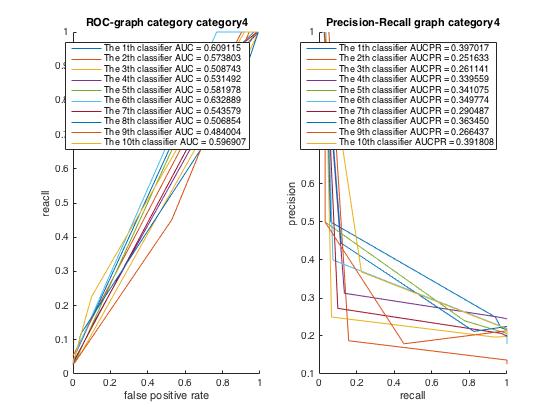 ROC-graph category category4
1
The 1th classifier AUC = 0.609115
The 2th classifier AUC = 0.573803
The 3th classifier AUC = 0.508743
The 4th classifier AUC = 0.531492
The 5th classifier AUC = 0.581978
The 6th classifier AUC = 0.632889
The 7th classifier AUC = 0.543579
The 8th classifier AUC = 0.506854
The 9th classifier AUC = 0.484004
The 10th classifier AUC = 0.596907
0.6
0.5
0.4
0.3
0.2
0.1
0
0 0.2 0.4 0.6 0.8 1
false positive rate
reacll
Precision-Recall graph category4
1
The 1th classifier AUCPR = 0.397017
The 2th classifier AUCPR = 0.251633
The 3th classifier AUCPR = 0.261141
The 4th classifier AUCPR = 0.339559
The 5th classifier AUCPR = 0.341075
The 6th classifier AUCPR = 0.349774
The 7th classifier AUCPR = 0.290487
The 8th classifier AUCPR = 0.363450
The 9th classifier AUCPR = 0.266437
The 10th classifier AUCPR = 0.391808
0.6
0.5
0.4
0.3
0.2
0.1
0 0.2 0.4 0.6 0.8 1
recall
precision